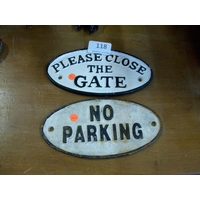 118
PLEASE CLOSE
THE
GATE
NO
PARKING